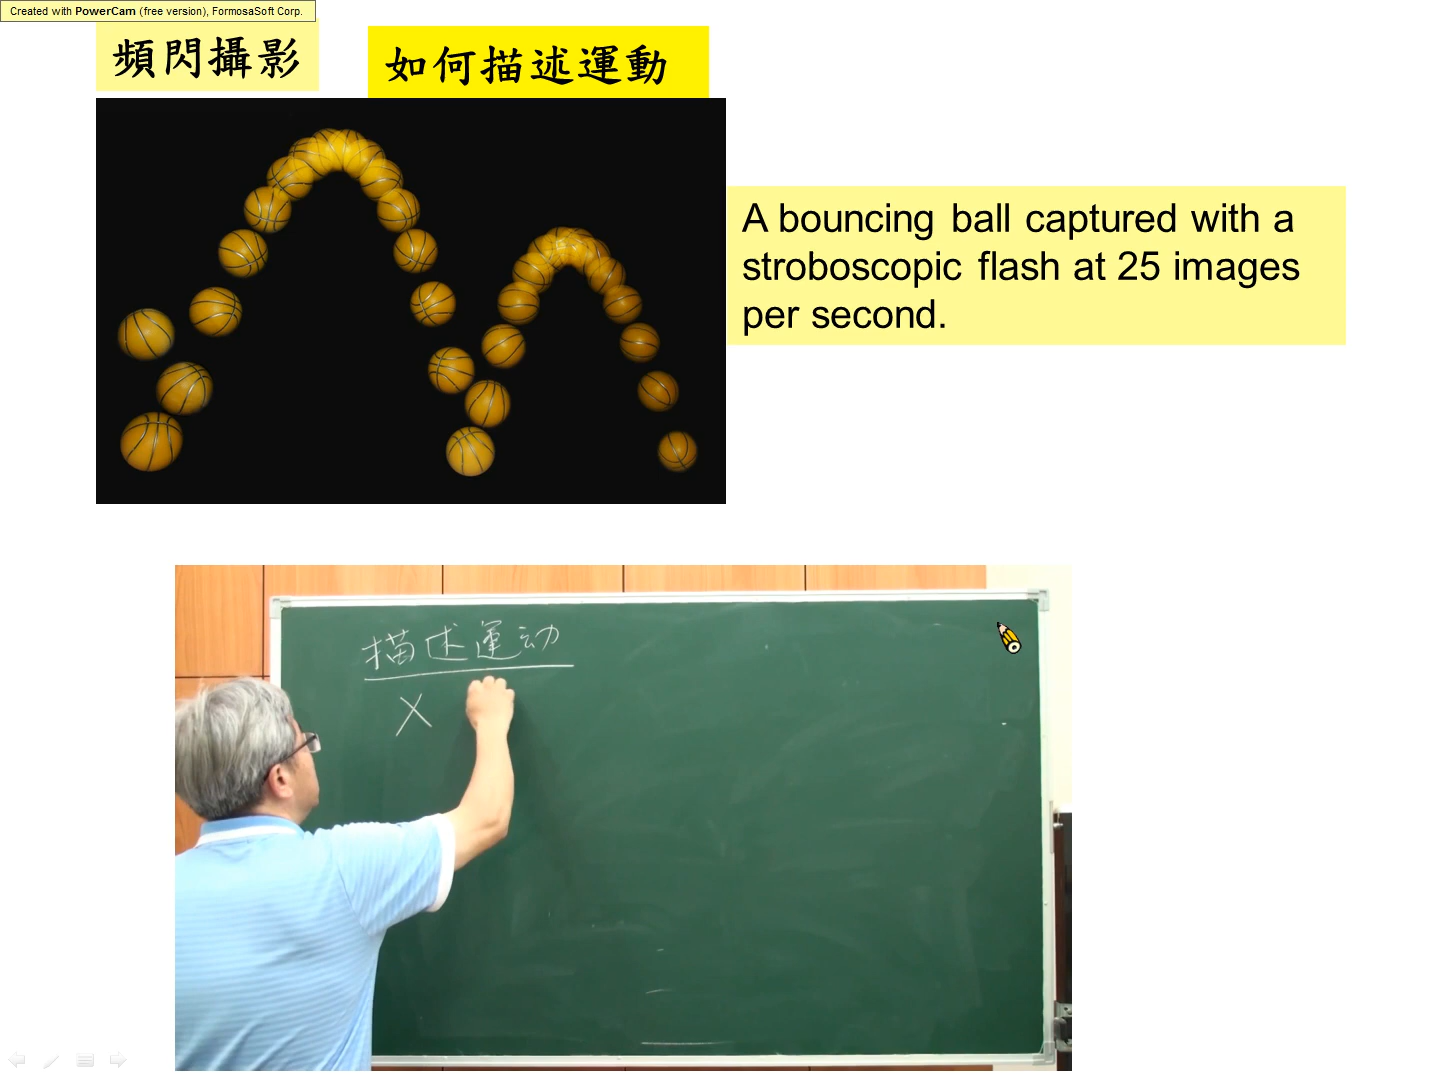 Created with PowerCam (free version), FormosaSoft Corp.
頻閃攝影
如何描述運動
A bouncing ball captured with a
stroboscopic flash at 25 images
per second.
描述運动
X